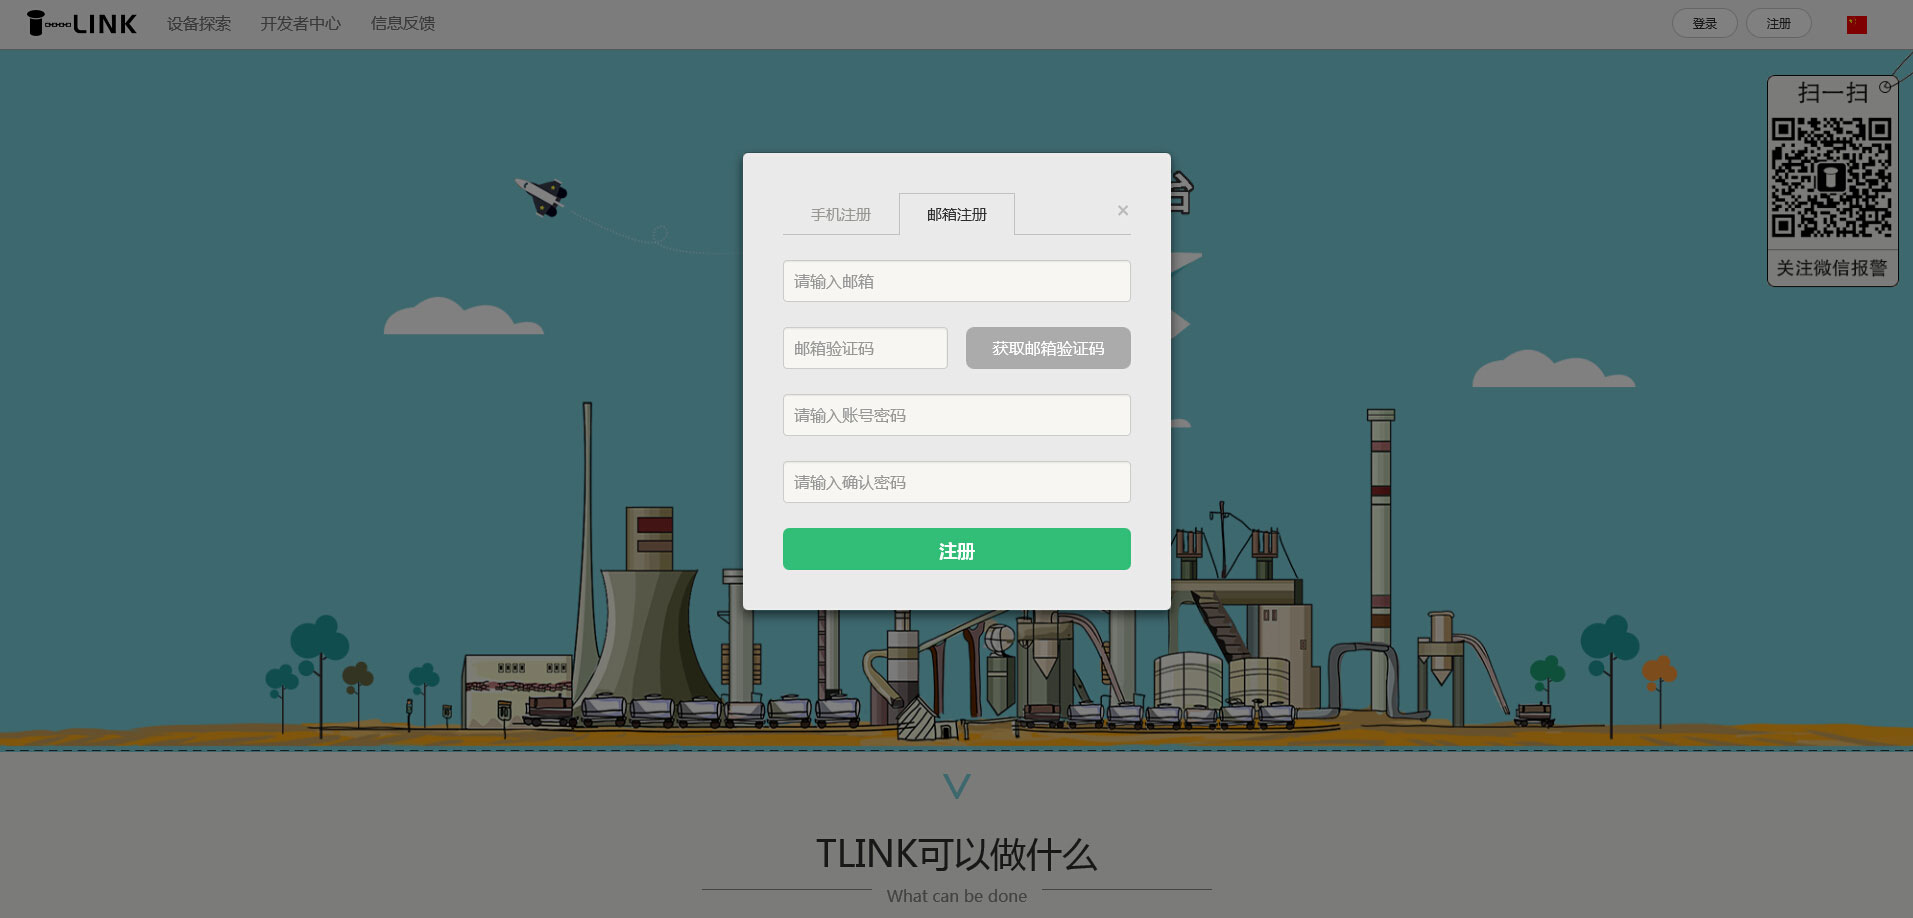 LINK 设备探索 开发者中心 信息反馈 登录 注册
扫一扫
关注微信报警
台
手机注册 邮箱注册 ×
请输入邮箱
邮箱验证码 获取邮箱验证码
请输入账号密码
请输入确认密码
注册
TLINK可以做什么
What can be done